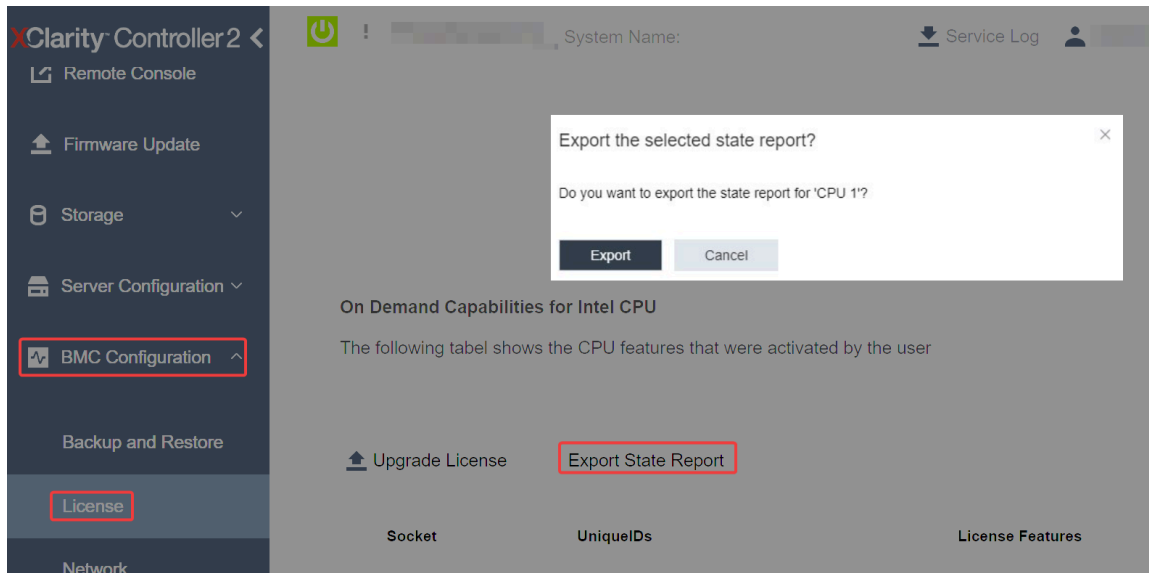 XClarity Controller 2
! System Name: Service Log
Remote Console
Firmware Update
Export the selected state report?
Do you want to export the state report for 'CPU 1'?
Storage
Export Cancel
Server Configuration
On Demand Capabilities for Intel CPU
The following tabel shows the CPU features that were activated by the user
BMC Configuration
Backup and Restore
Upgrade License Export State Report
License
Socket UniqueIDs License Features
Network